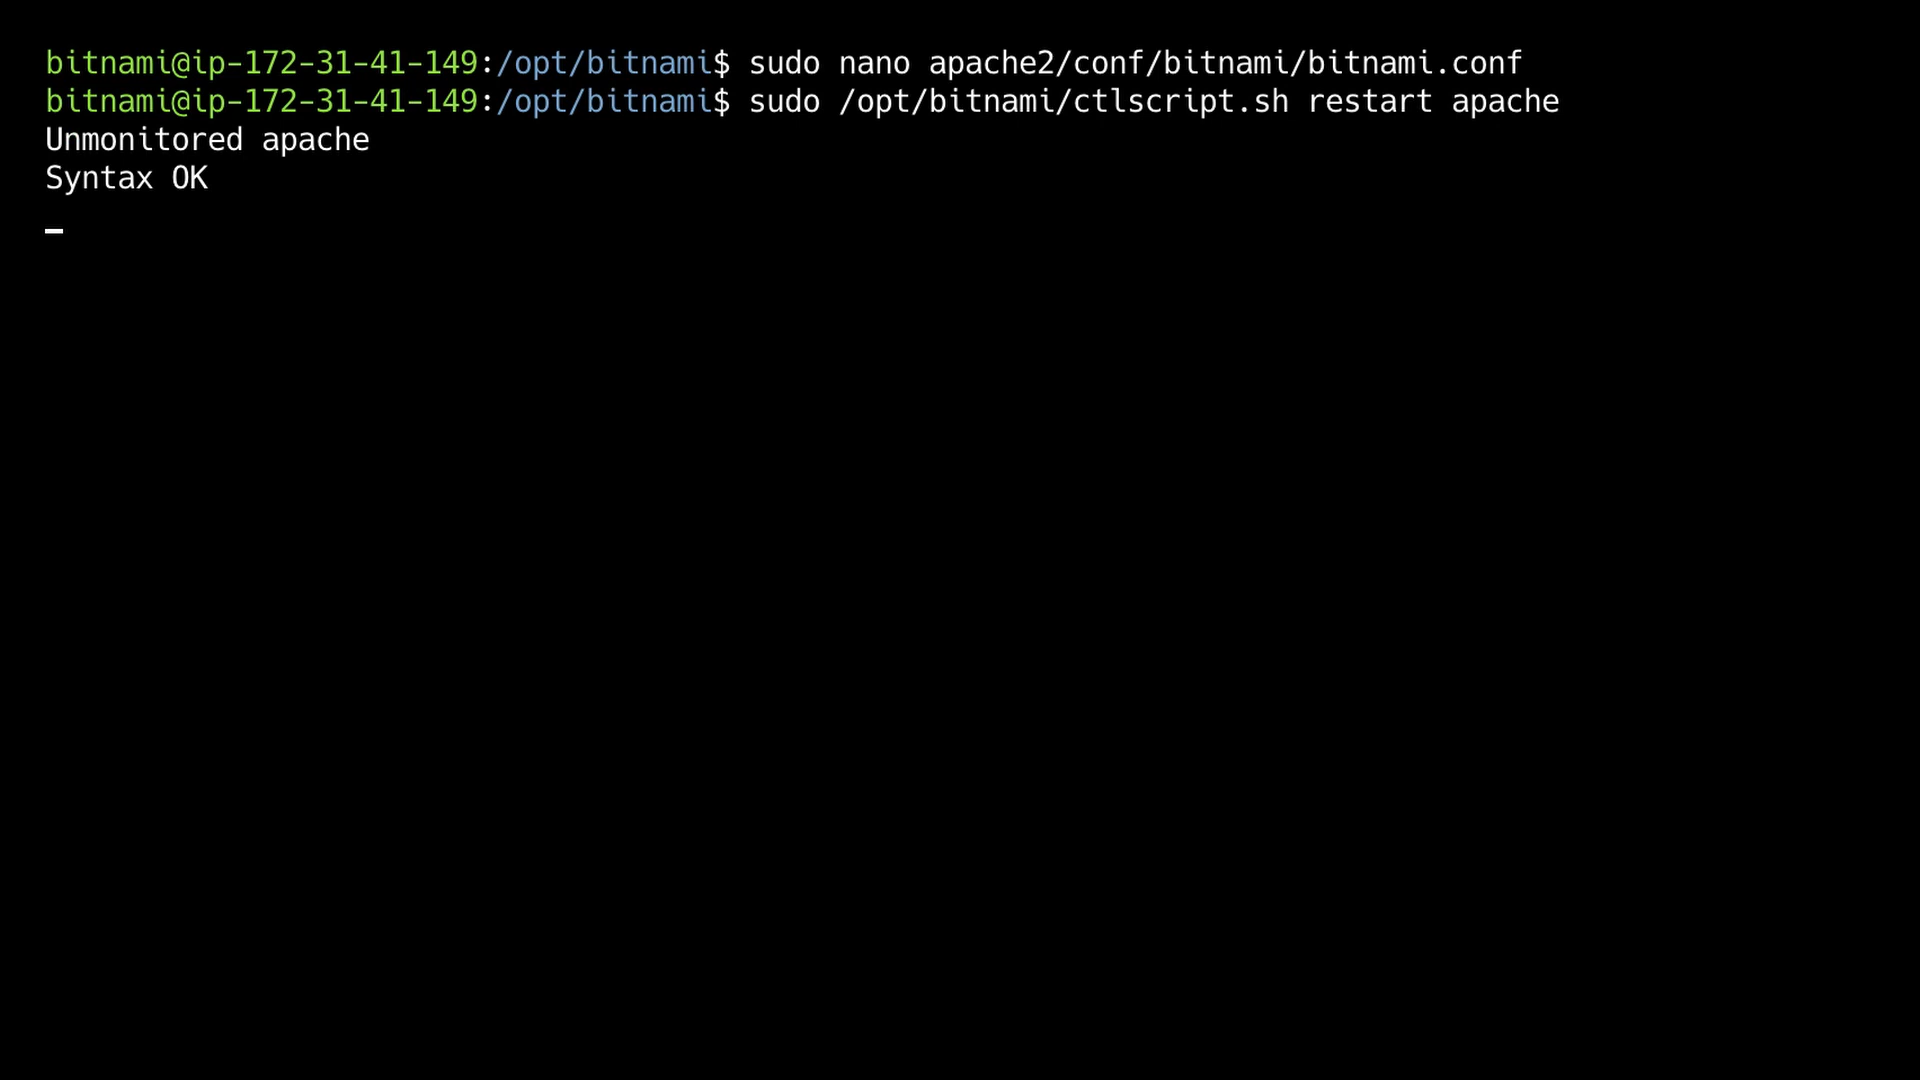 bitnami@ip-172-31-41-149:/opt/bitnami$ sudo nano apache2/conf/bitnami/bitnami.conf
bitnami@ip-172-31-41-149:/opt/bitnami$ sudo /opt/bitnami/ctlscript.sh restart apache
Unmonitored apache
Syntax OK